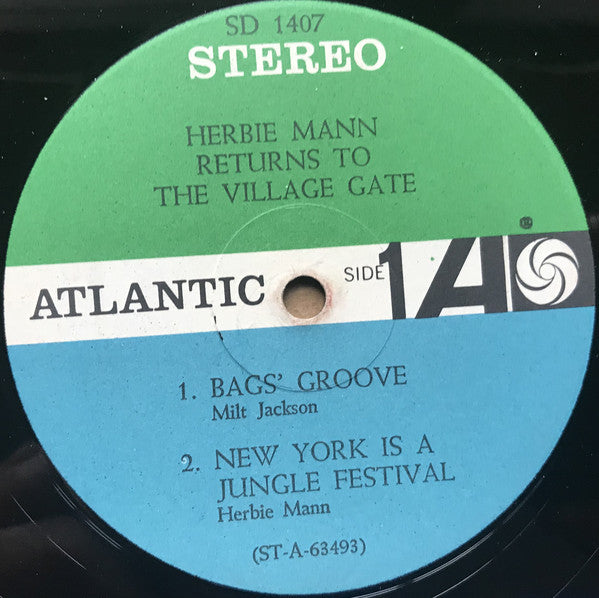 SD 1407
STEREO
HERBIE MANN
RETURNS TO
THE VILLAGE GATE
ATLANTIC SIDE 1 A
1. BAGS' GROOVE
Milt Jackson
2. NEW YORK IS A
JUNGLE FESTIVAL
Herbie Mann
(ST-A-63493)